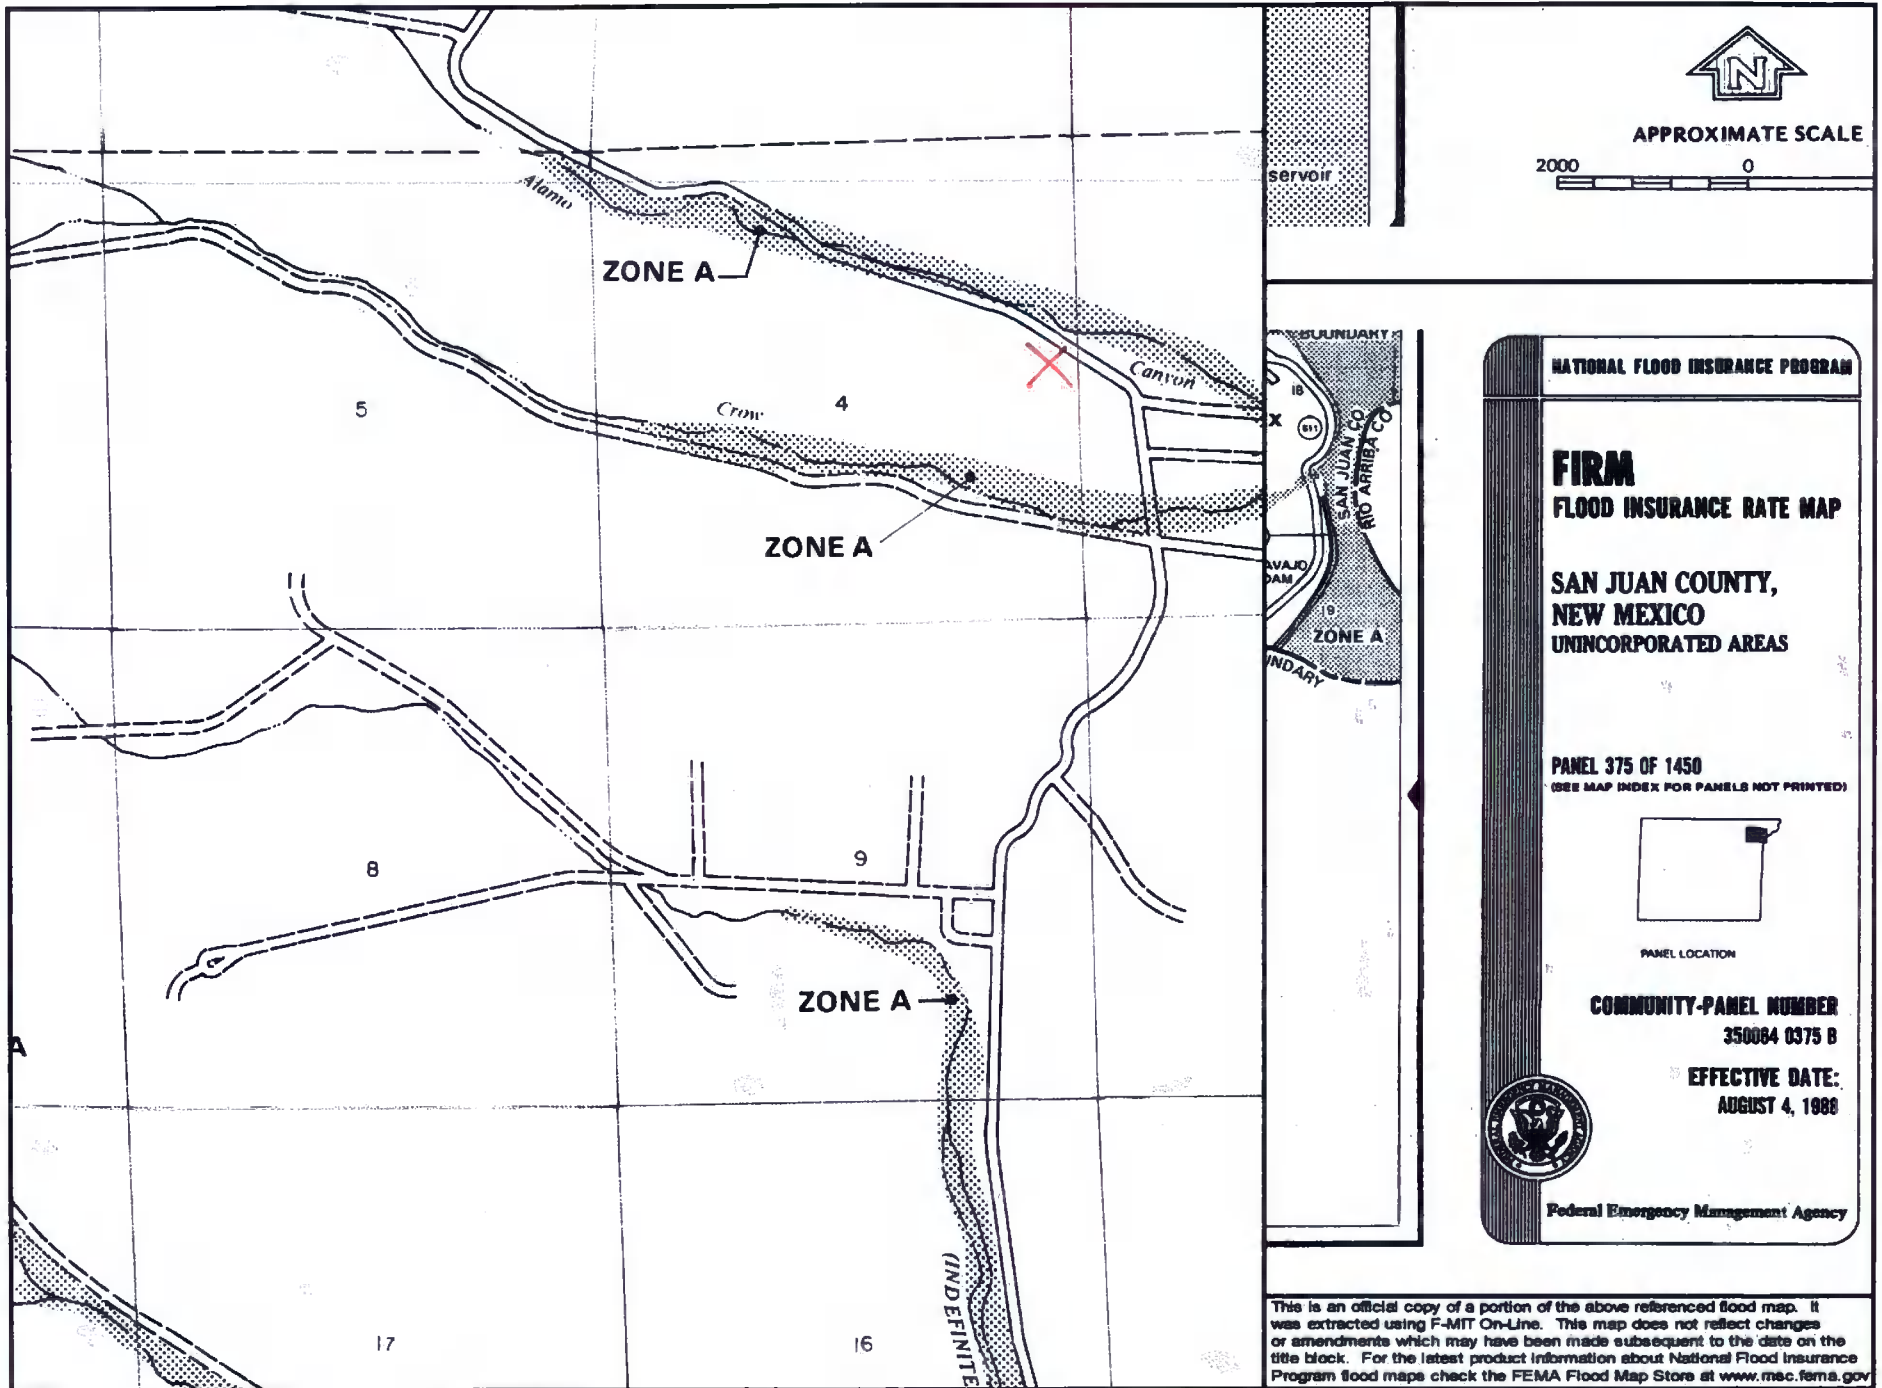 Alamo
ZONE A
Canyon
Crow
4
5
ZONE A
8
9
ZONE A
A
(INDEFINITE
17
16
servoir
N
APPROXIMATE SCALE
2000 0
BOUNDARY
18
X
511
SAN JUAN CO
RIO ARRIBA CO
AVAJO
DAM
19
ZONE A
UNDARY
NATIONAL FLOOD INSURANCE PROGRAM
FIRM
FLOOD INSURANCE RATE MAP
SAN JUAN COUNTY,
NEW MEXICO
UNINCORPORATED AREAS
PANEL 375 OF 1450
(SEE MAP INDEX FOR PANELS NOT PRINTED)
PANEL LOCATION
COMMUNITY-PANEL NUMBER
350064 0375 B
EFFECTIVE DATE:
AUGUST 4, 1988
Federal Emergency Management Agency
This is an official copy of a portion of the above referenced flood map. It
was extracted using F-MIT On-Line. This map does not reflect changes
or amendments which may have been made subsequent to the date on the
title block. For the latest product information about National Flood Insurance
Program flood maps check the FEMA Flood Map Store at www.msc.fema.gov